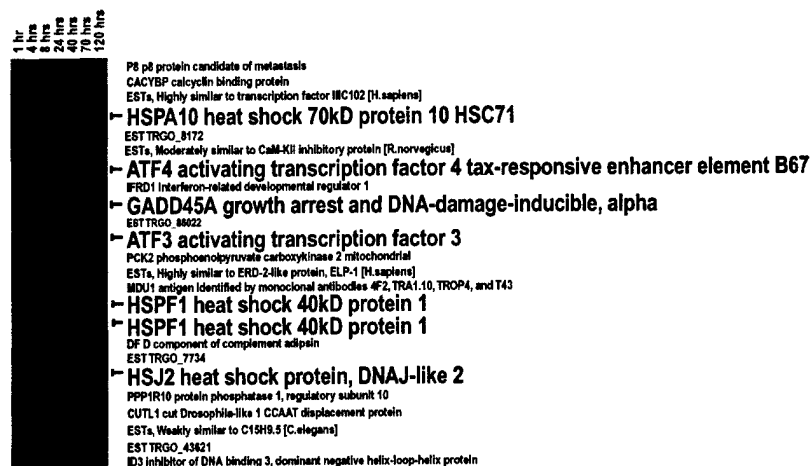 1 hr
4 hrs
8 hrs
24 hrs
40 hrs
70 hrs
120 hrs
P8 p8 protein candidate of metastasis
CACYBP calcyclin binding protein
ESTs, Highly similar to transcription factor IIIC102 [H.sapiens]
HSPA10 heat shock 70kD protein 10 HSC71
EST TRGO_8172
ESTs, Moderately similar to CaM-KII inhibitory protein [R.norvegicus]
ATF4 activating transcription factor 4 tax-responsive enhancer element B67
IFRD1 Interferon-related developmental regulator 1
GADD45A growth arrest and DNA-damage-inducible, alpha
EST TRGO_86022
ATF3 activating transcription factor 3
PCK2 phosphoenolpyruvate carboxykinase 2 mitochondrial
ESTs, Highly similar to ERD-2-like protein, ELP-1 [H.sapiens]
MDU1 antigen identified by monoclonal antibodies 4F2, TRA1.10, TROP4, and T43
HSPF1 heat shock 40kD protein 1
HSPF1 heat shock 40kD protein 1
DF D component of complement adipsin
EST TRGO_7734
HSJ2 heat shock protein, DNAJ-like 2
PPP1R10 protein phosphatase 1, regulatory subunit 10
CUTL1 cut Drosophila-like 1 CCAAT displacement protein
ESTs, Weakly similar to C15H9.5 [C.elegans]
EST TRGO_43621
ID3 inhibitor of DNA binding 3, dominant negative helix-loop-helix protein